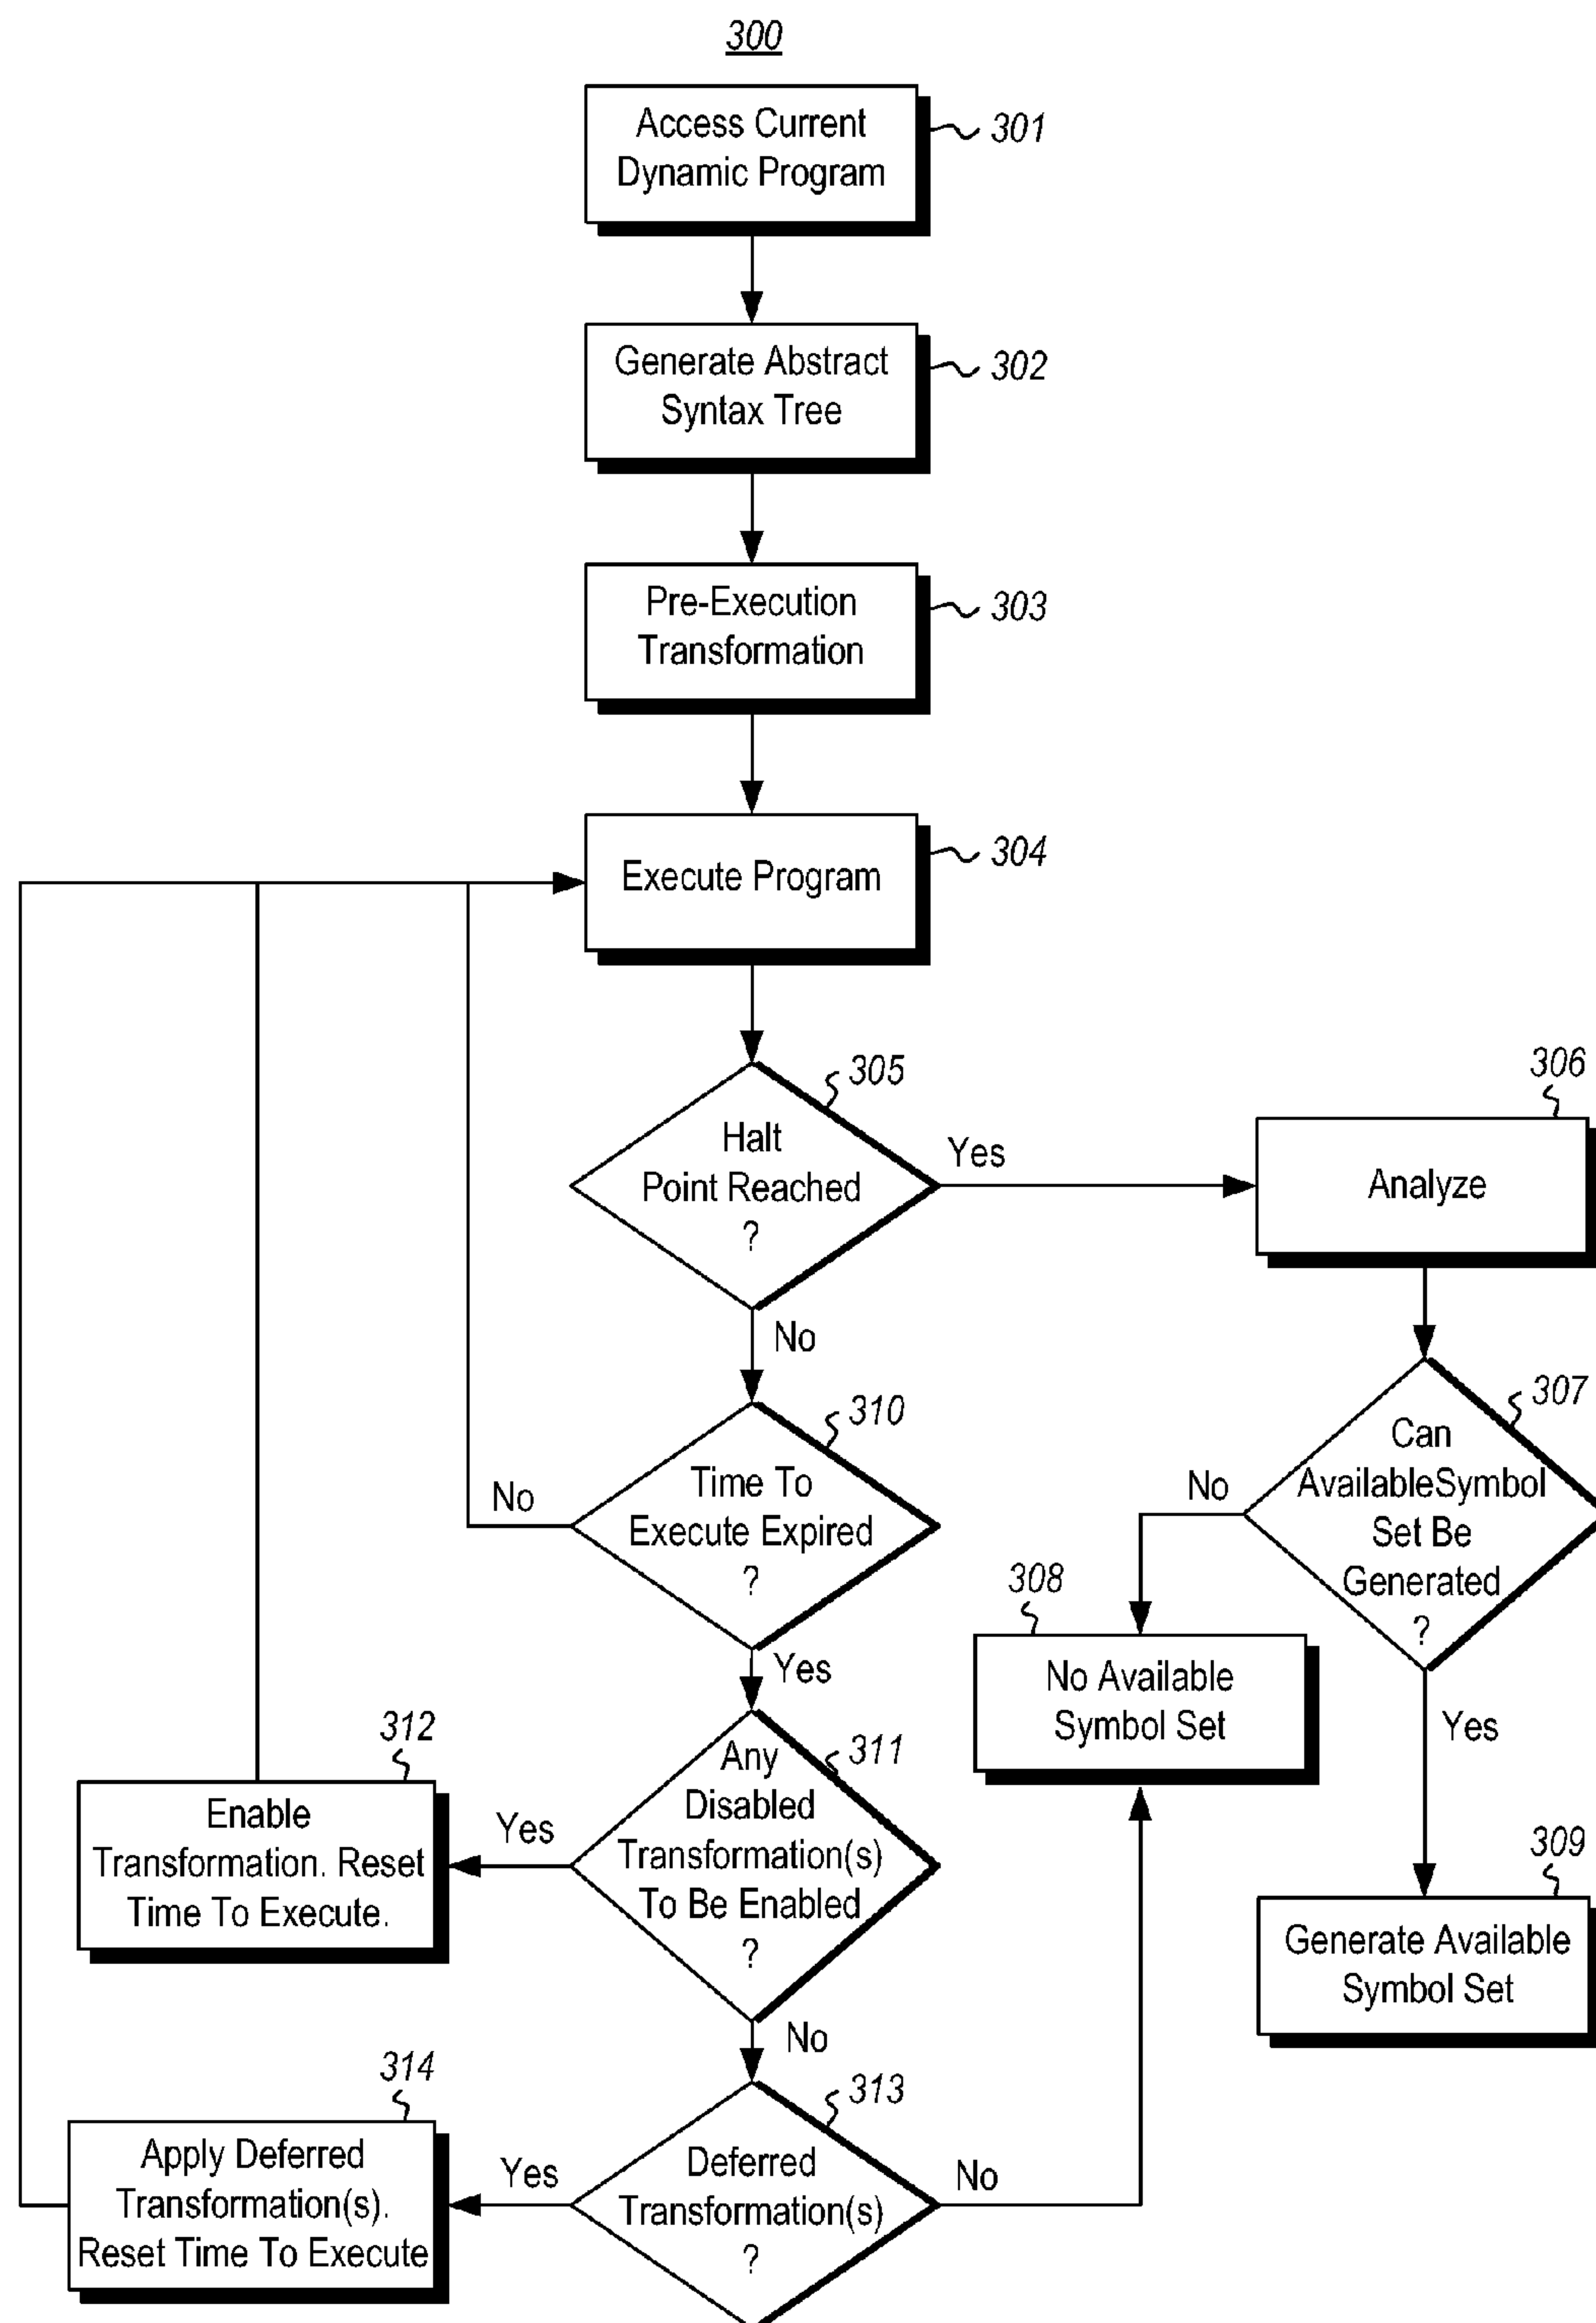 300
Access Current
Dynamic Program
301
Generate Abstract
Syntax Tree
302
Pre-Execution
Transformation
303
Execute Program
304
305
Halt
Point Reached
?
Yes
No
306
Analyze
307
Can
AvailableSymbol
Set Be
Generated
?
No
Yes
308
No Available
Symbol Set
309
Generate Available
Symbol Set
310
Time To
Execute Expired
?
No
Yes
311
Any
Disabled
Transformation(s)
To Be Enabled
?
Yes
No
312
Enable
Transformation. Reset
Time To Execute.
313
Deferred
Transformation(s)
?
Yes
No
314
Apply Deferred
Transformation(s).
Reset Time To Execute